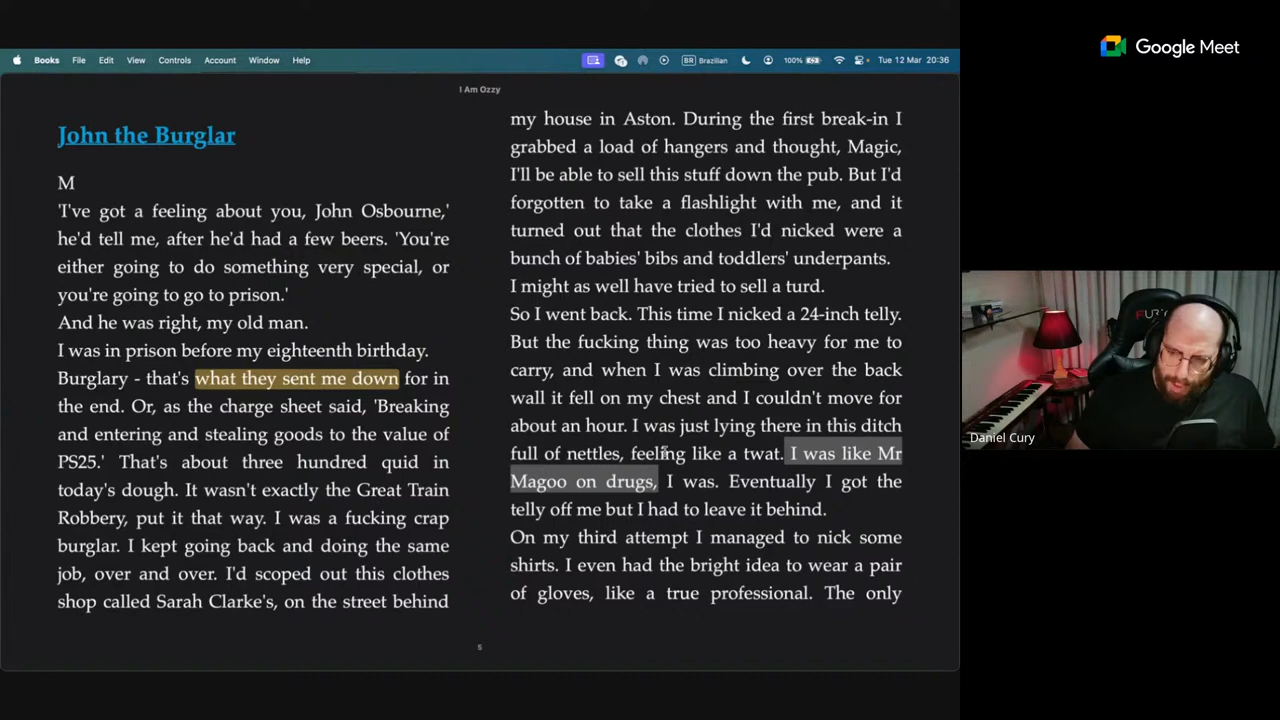 Books File Edit View Controls Account Window Help BR Brazilian 100% Tue 12 Mar 20:36
Google Meet
I Am Ozzy
John the Burglar
M
'I've got a feeling about you, John Osbourne,'
he'd tell me, after he'd had a few beers. 'You're
either going to do something very special, or
you're going to go to prison.'
And he was right, my old man.
I was in prison before my eighteenth birthday.
Burglary - that's what they sent me down for in
the end. Or, as the charge sheet said, 'Breaking
and entering and stealing goods to the value of
PS25.' That's about three hundred quid in
today's dough. It wasn't exactly the Great Train
Robbery, put it that way. I was a fucking crap
burglar. I kept going back and doing the same
job, over and over. I'd scoped out this clothes
shop called Sarah Clarke's, on the street behind
my house in Aston. During the first break-in I
grabbed a load of hangers and thought, Magic,
I'll be able to sell this stuff down the pub. But I'd
forgotten to take a flashlight with me, and it
turned out that the clothes I'd nicked were a
bunch of babies' bibs and toddlers' underpants.
I might as well have tried to sell a turd.
So I went back. This time I nicked a 24-inch telly.
But the fucking thing was too heavy for me to
carry, and when I was climbing over the back
wall it fell on my chest and I couldn't move for
about an hour. I was just lying there in this ditch
full of nettles, feeling like a twat. I was like Mr
Magoo on drugs, I was. Eventually I got the
telly off me but I had to leave it behind.
On my third attempt I managed to nick some
shirts. I even had the bright idea to wear a pair
of gloves, like a true professional. The only
5
FURY
Daniel Cury